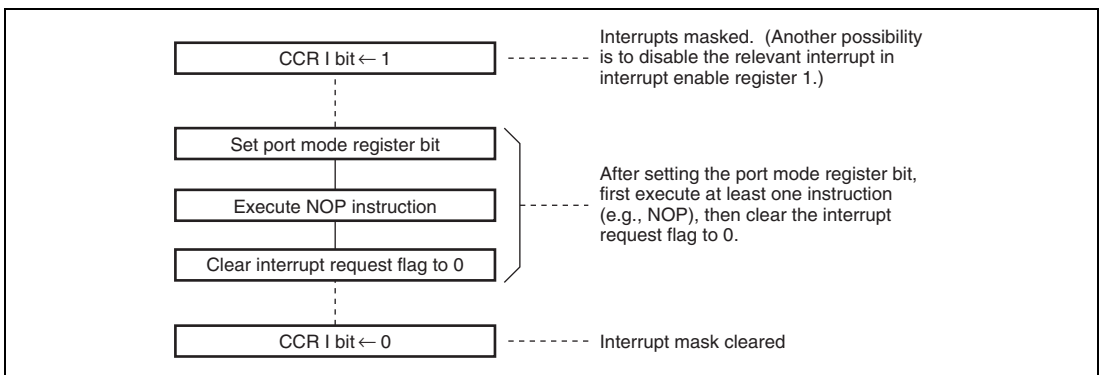 CCR I bit ← 1
Interrupts masked. (Another possibility
is to disable the relevant interrupt in
interrupt enable register 1.)
Set port mode register bit
Execute NOP instruction
Clear interrupt request flag to 0
After setting the port mode register bit,
first execute at least one instruction
(e.g., NOP), then clear the interrupt
request flag to 0.
CCR I bit ← 0
Interrupt mask cleared